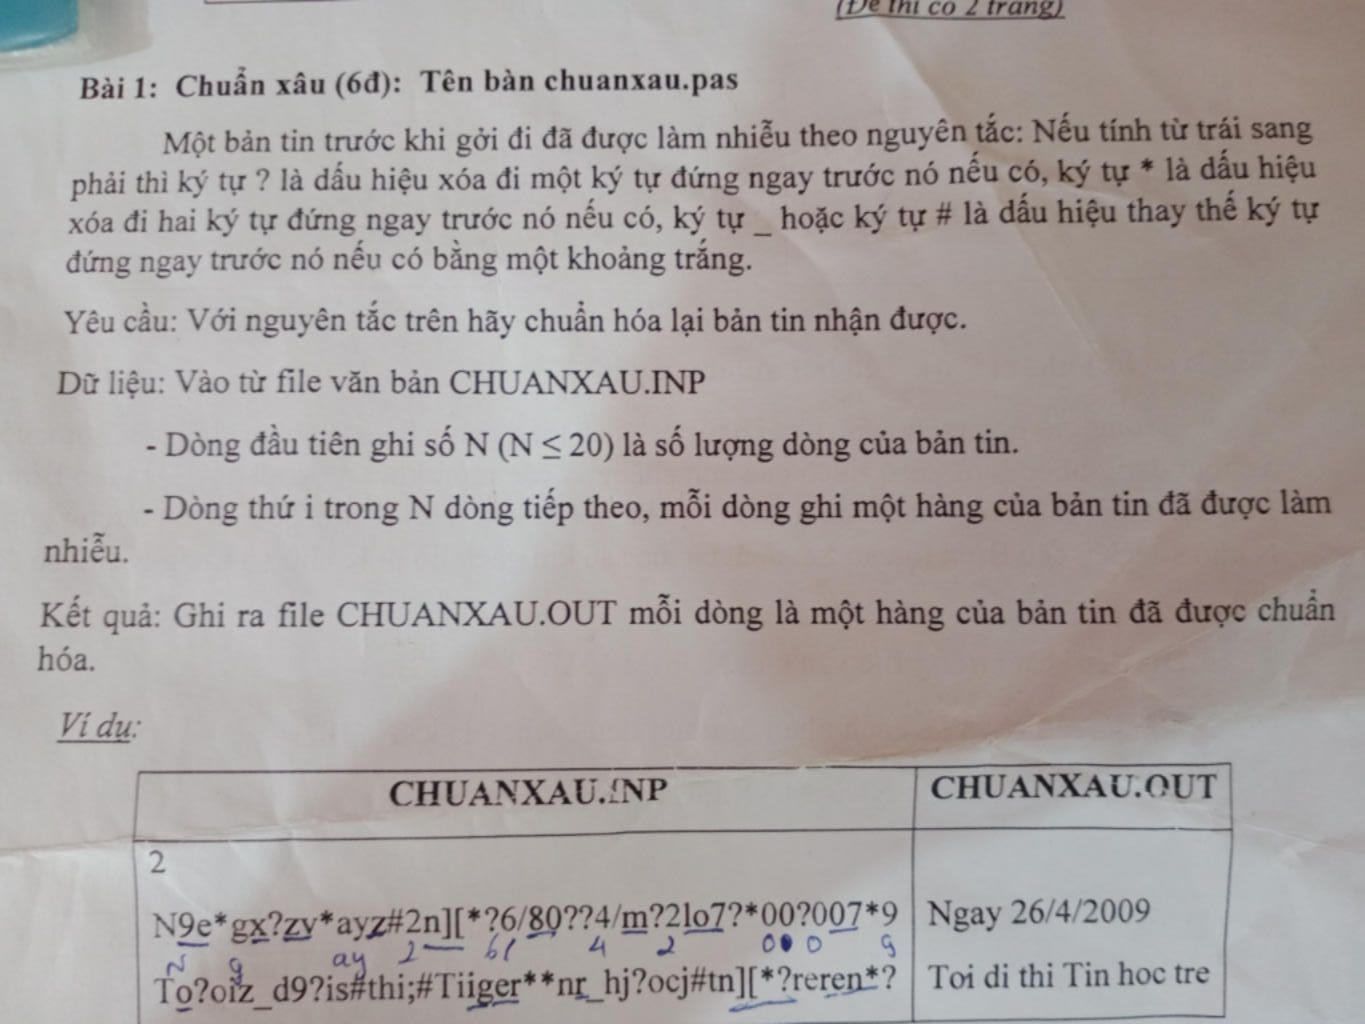 (Đề thi có 2 trang)
Bài 1: Chuẩn xâu (6đ): Tên bàn chuanxau.pas
Một bản tin trước khi gởi đi đã được làm nhiễu theo nguyên tắc: Nếu tính từ trái sang
phải thì ký tự ? là dấu hiệu xóa đi một ký tự đứng ngay trước nó nếu có, ký tự * là dấu hiệu
xóa đi hai ký tự đứng ngay trước nó nếu có, ký tự _ hoặc ký tự # là dấu hiệu thay thế ký tự
đứng ngay trước nó nếu có bằng một khoảng trắng.
Yêu cầu: Với nguyên tắc trên hãy chuẩn hóa lại bản tin nhận được.
Dữ liệu: Vào từ file văn bản CHUANXAU.INP
- Dòng đầu tiên ghi số N (N ≤ 20) là số lượng dòng của bản tin.
- Dòng thứ i trong N dòng tiếp theo, mỗi dòng ghi một hàng của bản tin đã được làm
nhiễu.
Kết quả: Ghi ra file CHUANXAU.OUT mỗi dòng là một hàng của bản tin đã được chuẩn
hóa.
Ví dụ:
CHUANXAU.INP CHUANXAU.OUT
2
N9e*gx?zy*ayz#2n][*?6/80??4/m?2lo7?*00?007*9 Ngay 26/4/2009
N g ay 2 6/ 4 2 00 0 9
To?oiz_d9?is#thi;#Tiiger**nr_hj?ocj#tn][*?reren*? Toi di thi Tin hoc tre